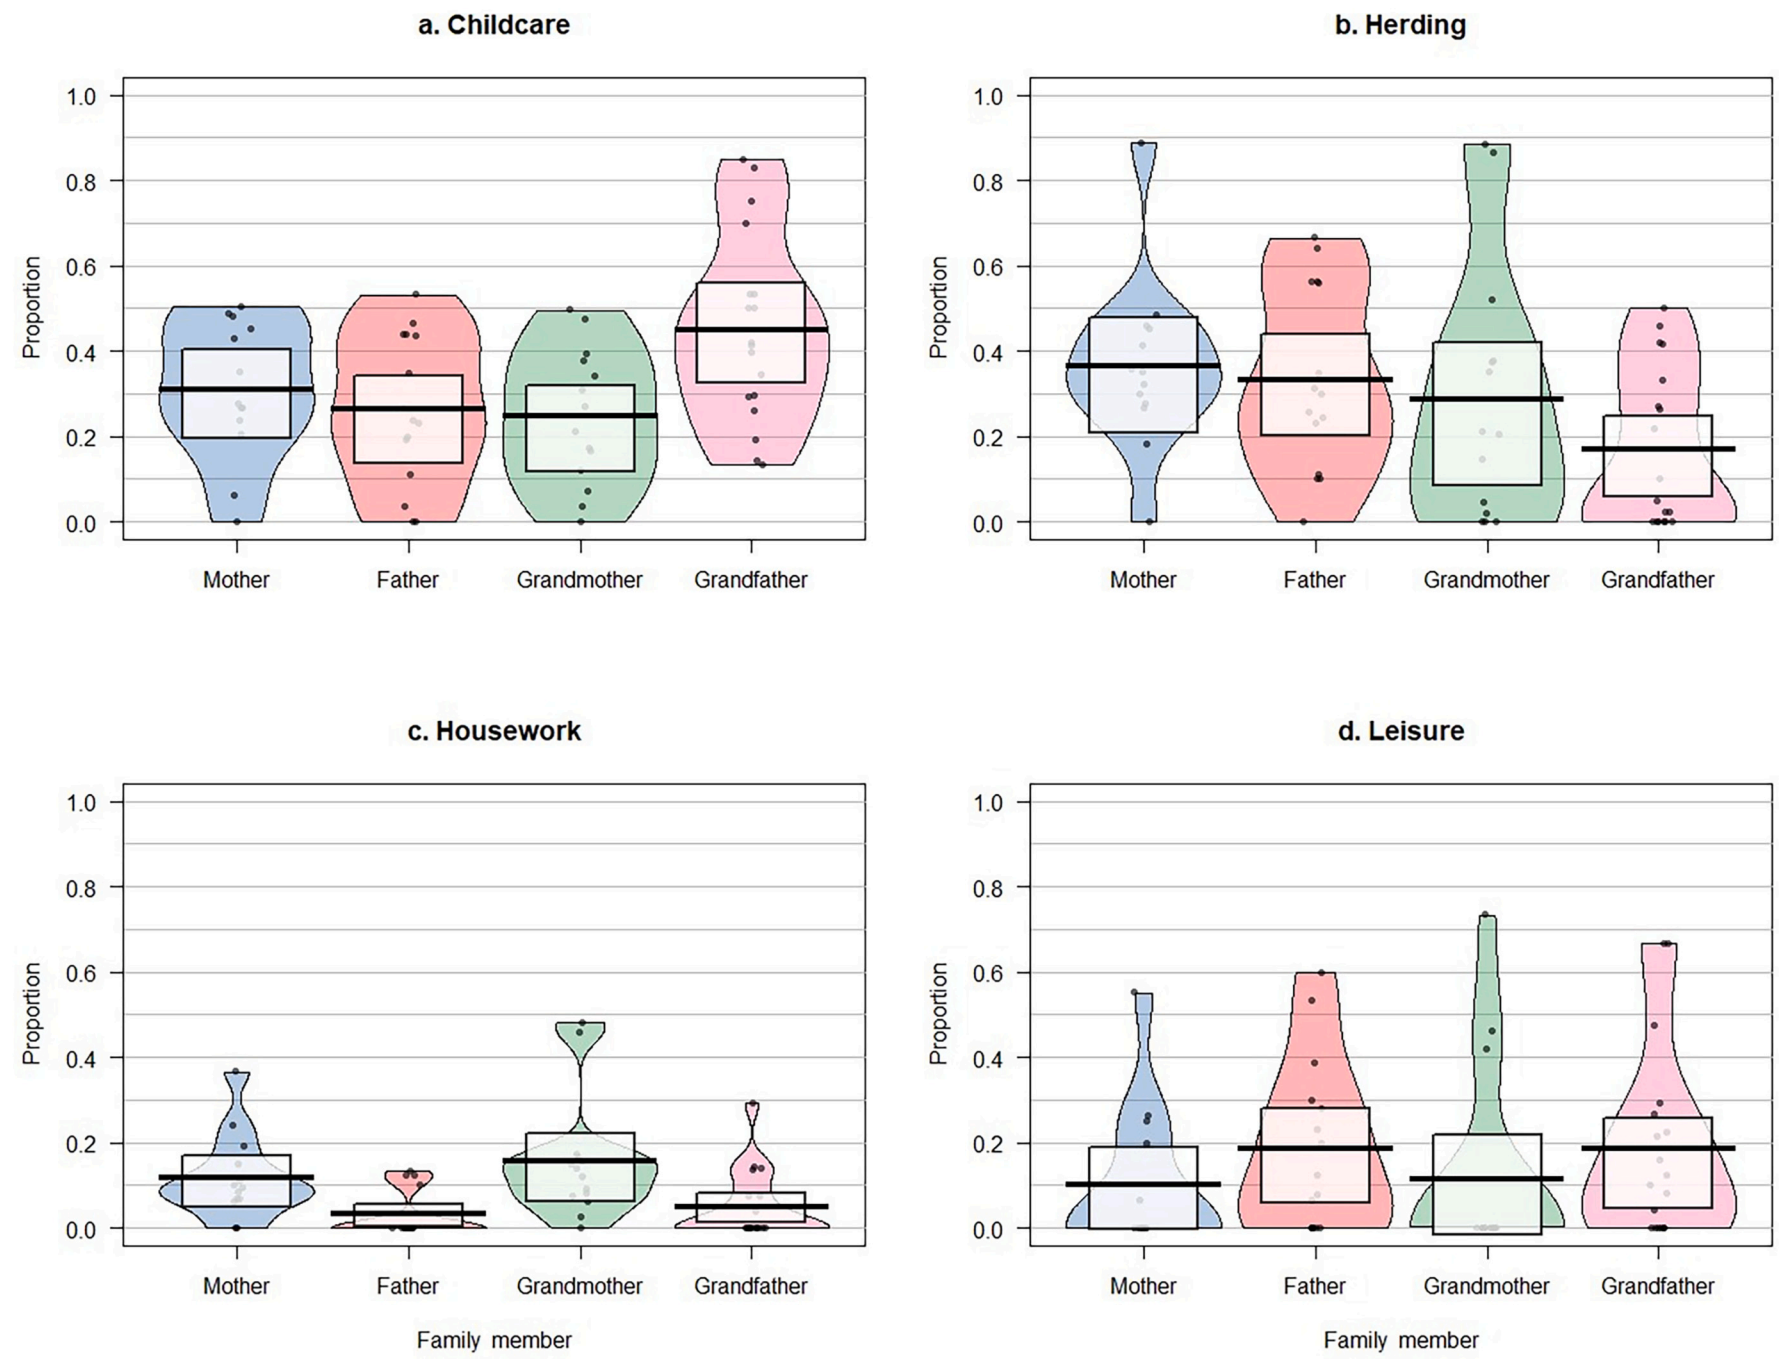 a. Childcare
b. Herding
Proportion
1.0
0.8
0.6
0.4
0.2
0.0
Mother Father Grandmother Grandfather
Proportion
1.0
0.8
0.6
0.4
0.2
0.0
Mother Father Grandmother Grandfather
c. Housework
d. Leisure
Proportion
1.0
0.8
0.6
0.4
0.2
0.0
Mother Father Grandmother Grandfather
Family member
Proportion
1.0
0.8
0.6
0.4
0.2
0.0
Mother Father Grandmother Grandfather
Family member